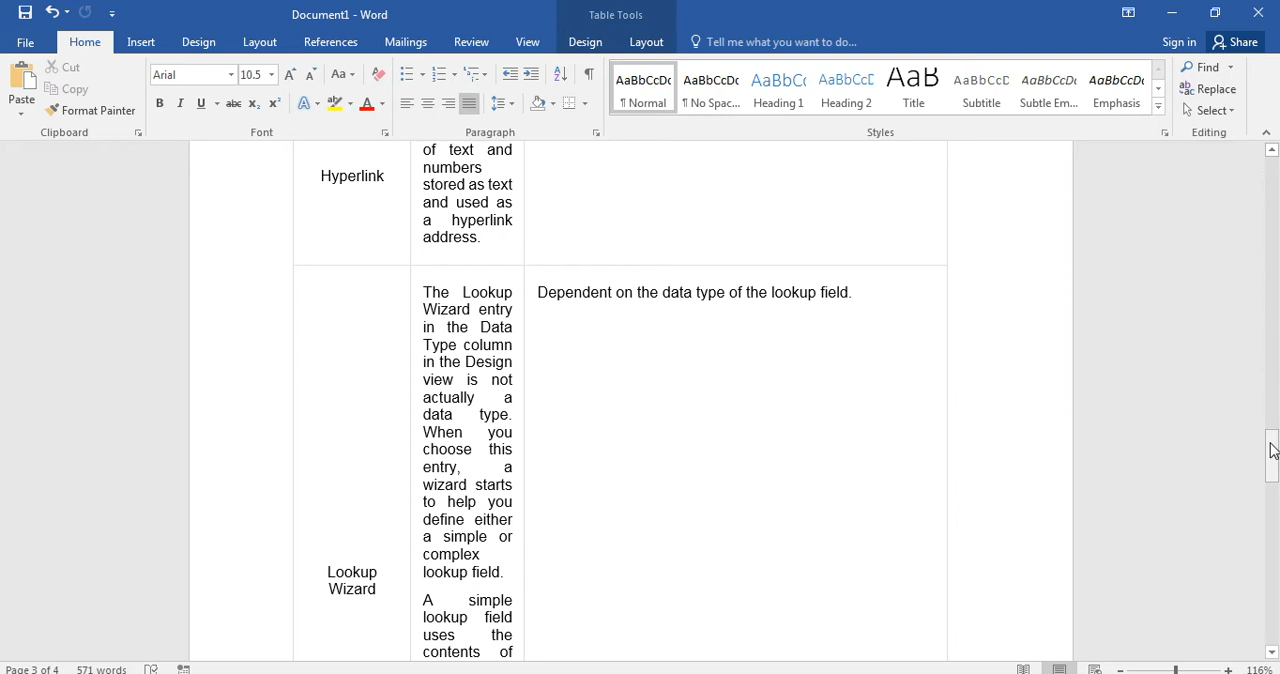 Document1 - Word
Table Tools
File
Home
Insert
Design
Layout
References
Mailings
Review
View
Design
Layout
Tell me what you want to do...
Sign in
Share
Paste
Cut
Copy
Format Painter
Clipboard
Arial
10.5
Font
Paragraph
AaBbCcDc
¶ Normal
AaBbCcDc
¶ No Spac...
AaBbC
Heading 1
AaBbCcD
Heading 2
AaB
Title
AaBbCcD
Subtitle
AaBbCcDc
Subtle Em...
AaBbCcDc
Emphasis
Styles
Find
Replace
Select
Editing
Hyperlink
of text and
numbers
stored as text
and used as
a hyperlink
address.
Lookup
Wizard
The Lookup
Wizard entry
in the Data
Type column
in the Design
view is not
actually a
data type.
When you
choose this
entry, a
wizard starts
to help you
define either
a simple or
complex
lookup field.
A simple
lookup field
uses the
contents of
Dependent on the data type of the lookup field.
Page 3 of 4
571 words
116%